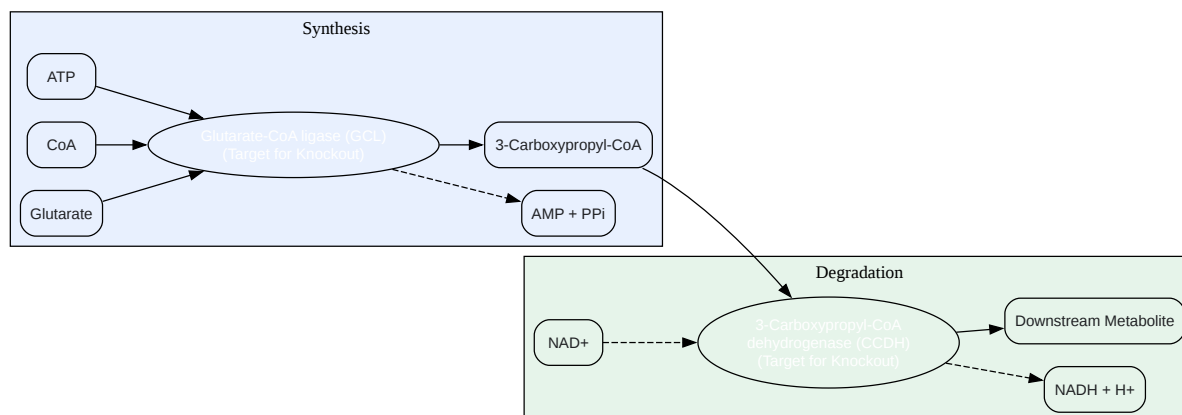 Synthesis
ATP
CoA
Glutarate
Glutarate-CoA ligase (GCL)
(Target for Knockout)
3-Carboxypropyl-CoA
AMP + PPi
Degradation
NAD+
3-Carboxypropyl-CoA
dehydrogenase (CCDH)
(Target for Knockout)
Downstream Metabolite
NADH + H+